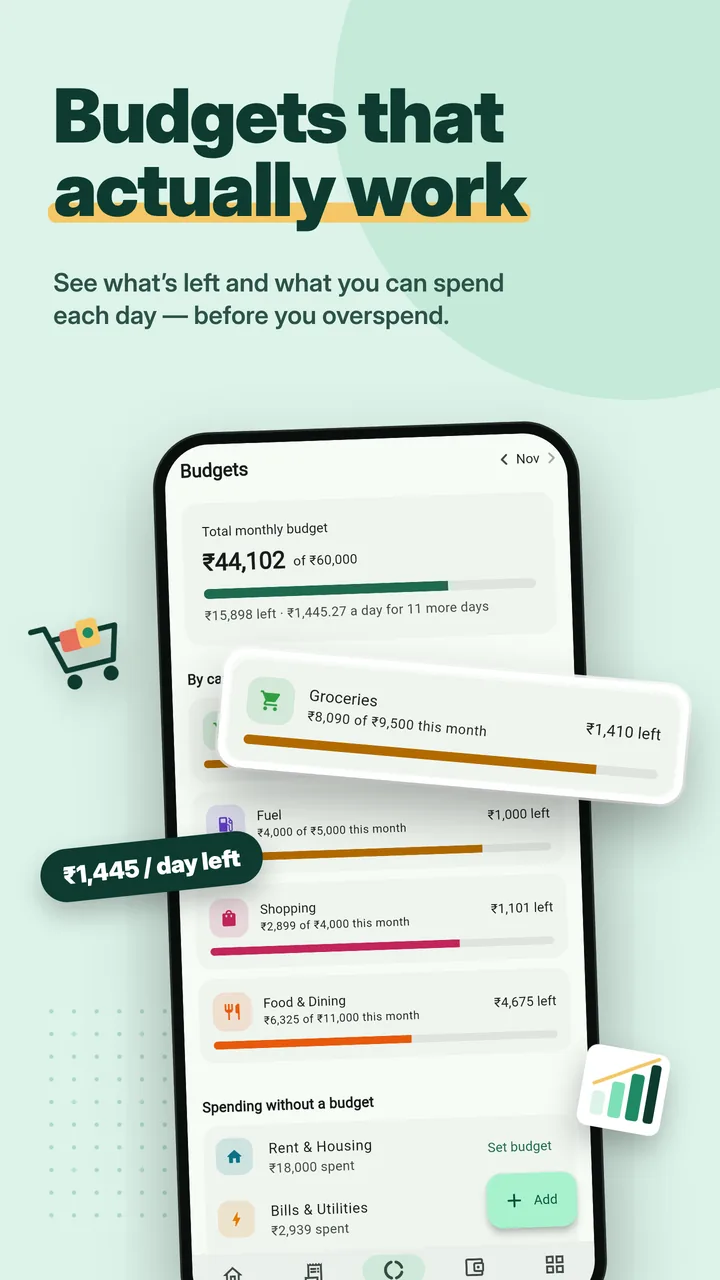 Budgets that
actually work
See what's left and what you can spend
each day — before you overspend.
Budgets
Nov
Total monthly budget
₹44,102 of ₹60,000
₹15,898 left · ₹1,445.27 a day for 11 more days
By ca
Groceries
₹8,090 of ₹9,500 this month
₹1,410 left
Fuel
₹4,000 of ₹5,000 this month
₹1,000 left
₹1,445 / day left
Shopping
₹2,899 of ₹4,000 this month
₹1,101 left
Food & Dining
₹6,325 of ₹11,000 this month
₹4,675 left
Spending without a budget
Rent & Housing
₹18,000 spent
Set budget
Bills & Utilities
₹2,939 spent
+ Add